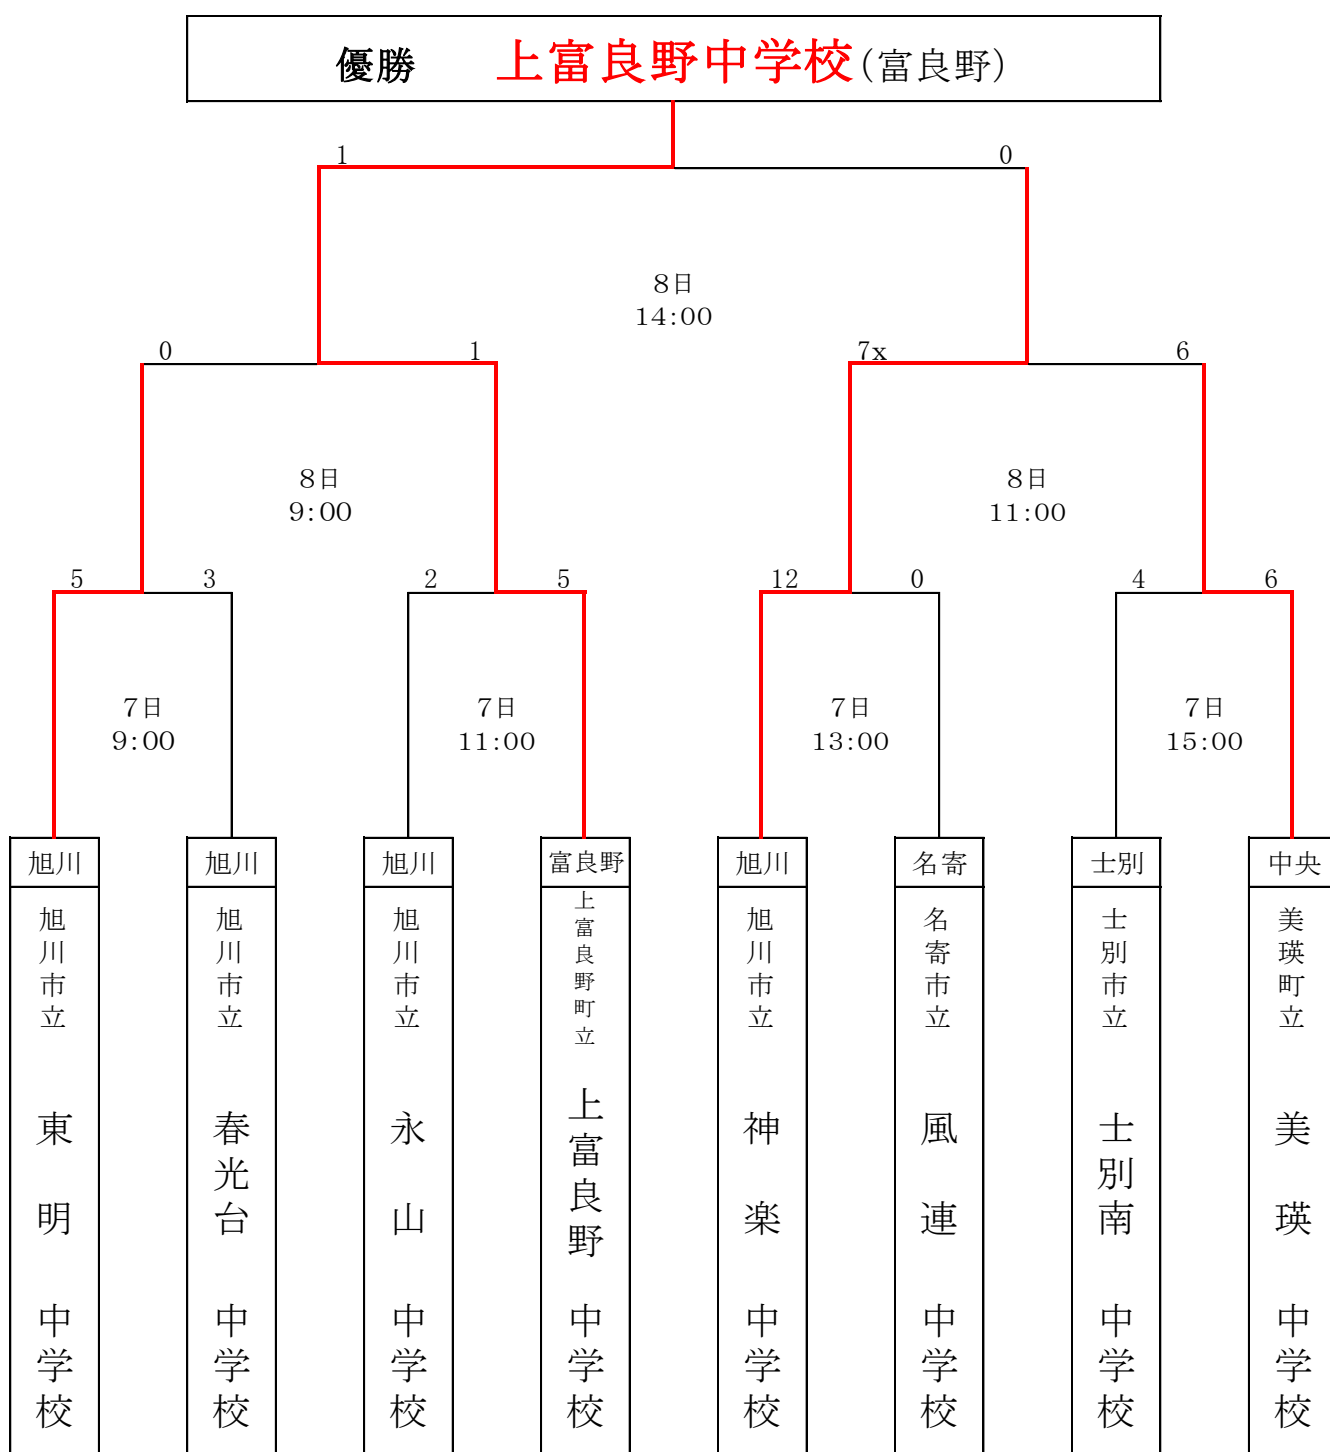 優勝　上富良野中学校（富良野）
1　0
8日
14:00
0　1　7x　6
8日　8日
9:00　11:00
5　3　2　5　12　0　4　6
7日　7日　7日　7日
9:00　11:00　13:00　15:00
旭川　旭川　旭川　富良野　旭川　名寄　士別　中央
旭川市立　東明　中学校
旭川市立　春光台　中学校
旭川市立　永山　中学校
上富良野町立　上富良野　中学校
旭川市立　神楽　中学校
名寄市立　風連　中学校
士別市立　士別南　中学校
美瑛町立　美瑛　中学校